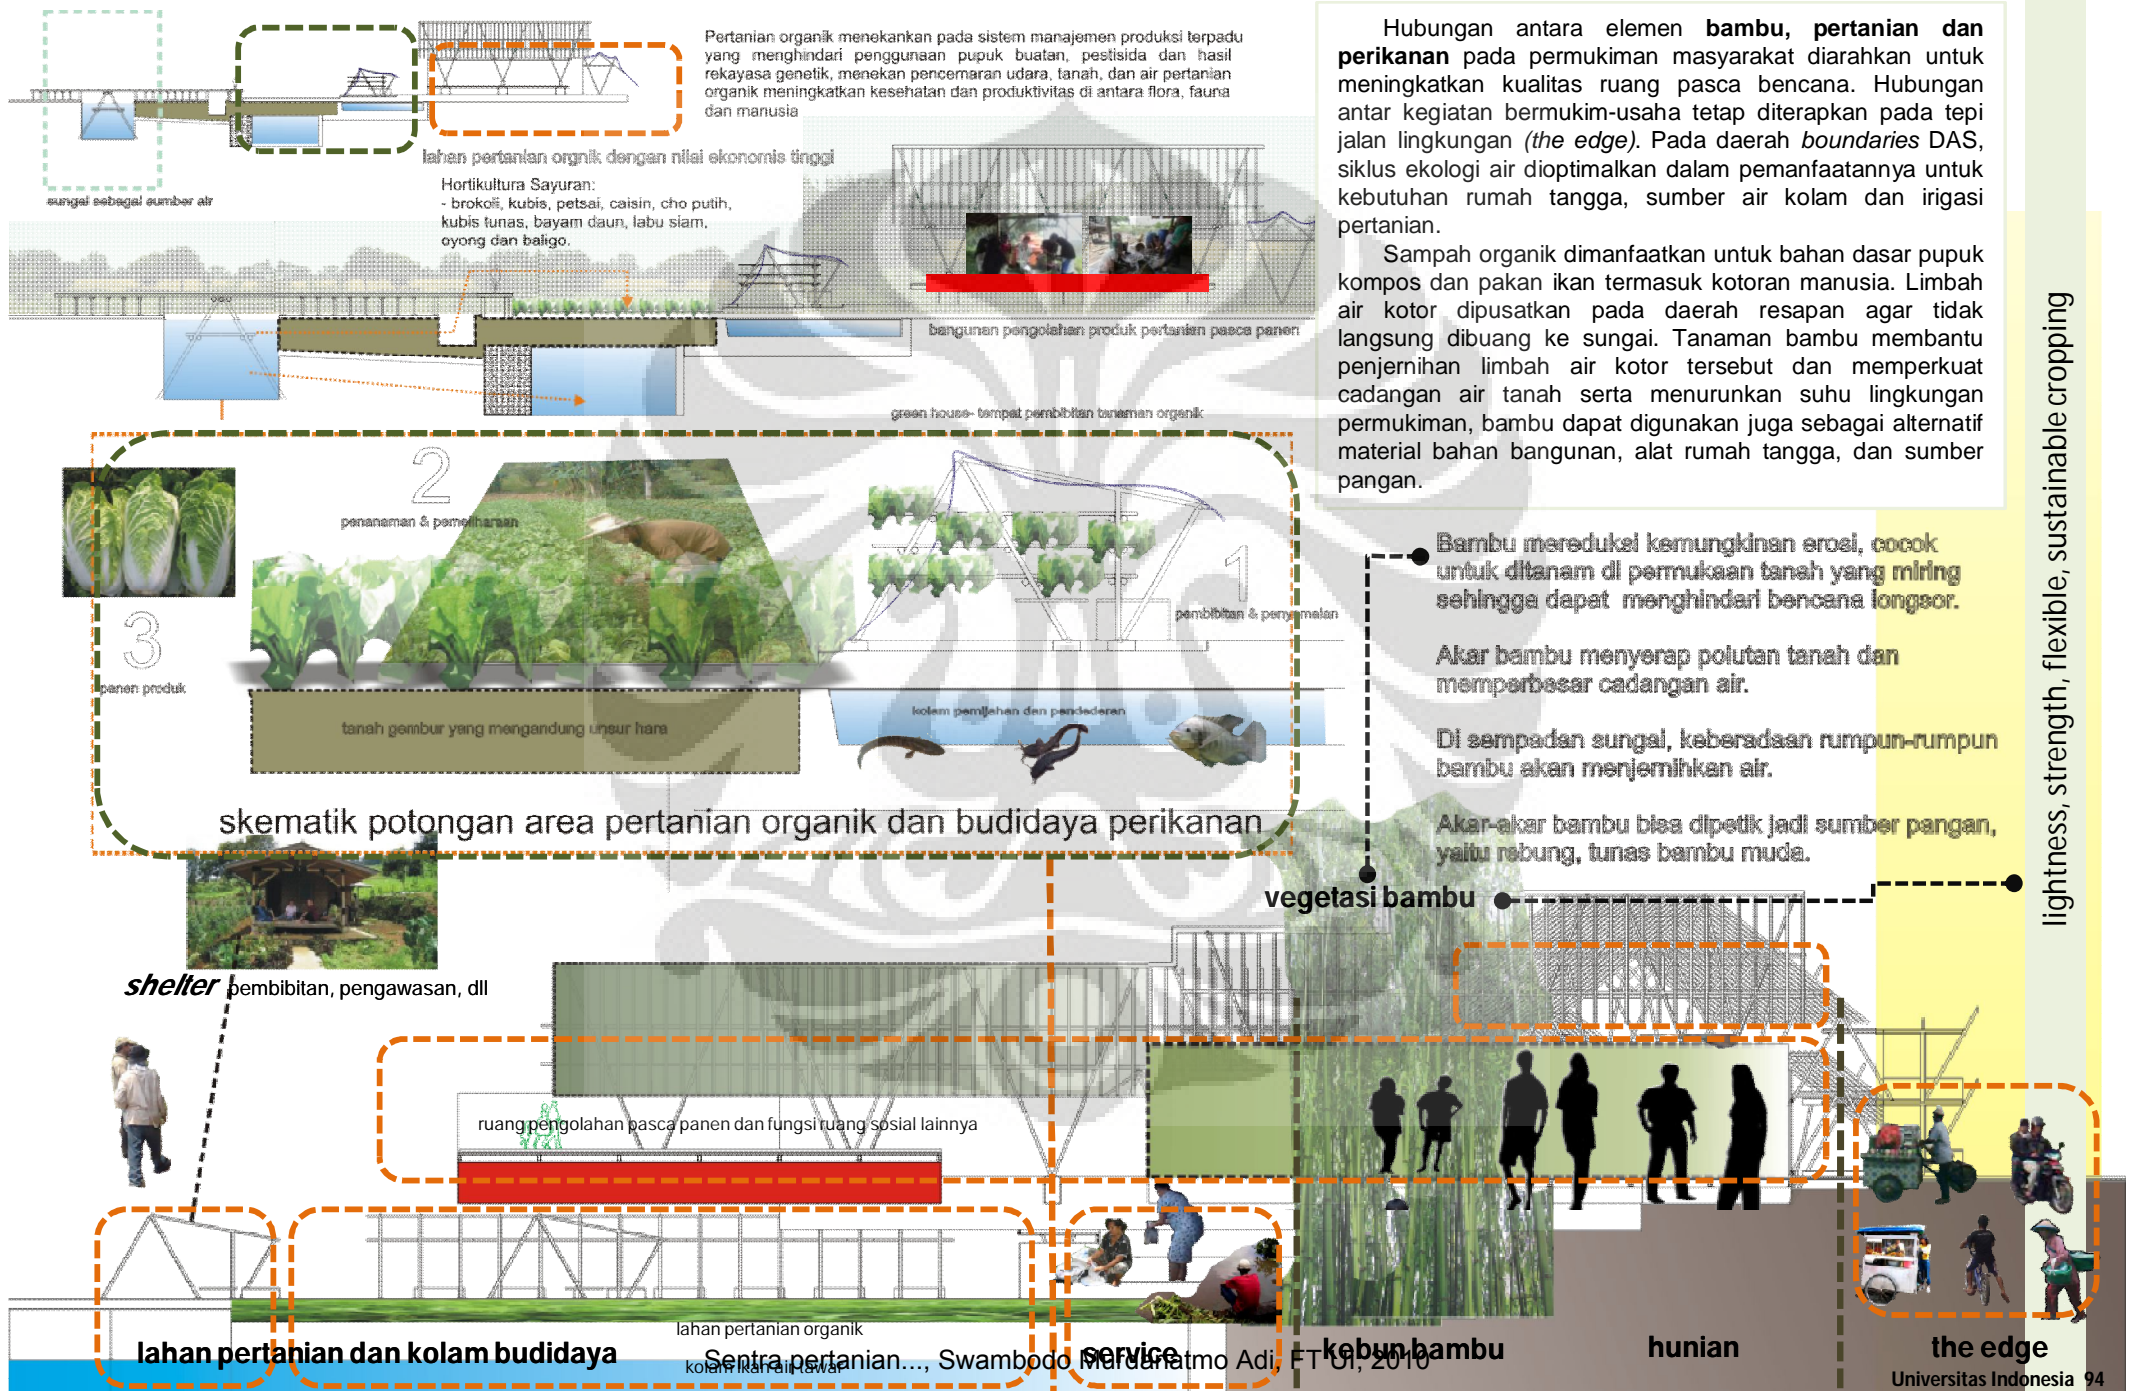 Pertanian organik menekankan pada sistem manajemen produksi terpadu
yang menghindari penggunaan pupuk buatan, pestisida dan hasil
rekayasa genetik, menekan pencemaran udara, tanah, dan air pertanian
organik meningkatkan kesehatan dan produktivitas di antara flora, fauna
dan manusia
lahan pertanian orgnik dengan nilai ekonomis tinggi
Hortikultura Sayuran:
- brokoli, kubis, petsai, caisin, cho putih,
kubis tunas, bayam daun, labu siam,
oyong dan baligo.
sungai sebagai sumber air
bangunan pengolahan produk pertanian pasca panen
green house- tempat pembibitan tanaman organik
Hubungan antara elemen bambu, pertanian dan
perikanan pada permukiman masyarakat diarahkan untuk
meningkatkan kualitas ruang pasca bencana. Hubungan
antar kegiatan bermukim-usaha tetap diterapkan pada tepi
jalan lingkungan (the edge). Pada daerah boundaries DAS,
siklus ekologi air dioptimalkan dalam pemanfaatannya untuk
kebutuhan rumah tangga, sumber air kolam dan irigasi
pertanian.
Sampah organik dimanfaatkan untuk bahan dasar pupuk
kompos dan pakan ikan termasuk kotoran manusia. Limbah
air kotor dipusatkan pada daerah resapan agar tidak
langsung dibuang ke sungai. Tanaman bambu membantu
penjernihan limbah air kotor tersebut dan memperkuat
cadangan air tanah serta menurunkan suhu lingkungan
permukiman, bambu dapat digunakan juga sebagai alternatif
material bahan bangunan, alat rumah tangga, dan sumber
pangan.
2
penanaman & pemeliharaan
1
pembibitan & penyemaian
3
panen produk
tanah gembur yang mengandung unsur hara
kolam pemijahan dan pendederan
skematik potongan area pertanian organik dan budidaya perikanan
Bambu mereduksi kemungkinan erosi, cocok
untuk ditanam di permukaan tanah yang miring
sehingga dapat menghindari bencana longsor.
Akar bambu menyerap polutan tanah dan
memperbesar cadangan air.
Di sempadan sungai, keberadaan rumpun-rumpun
bambu akan menjernihkan air.
Akar-akar bambu bisa dipetik jadi sumber pangan,
yaitu rebung, tunas bambu muda.
lightness, strength, flexible, sustainable cropping
vegetasi bambu
shelter pembibitan, pengawasan, dll
ruang pengolahan pasca panen dan fungsi ruang sosial lainnya
lahan pertanian organik
kolam ikan air tawar
lahan pertanian dan kolam budidaya
service
kebun bambu
hunian
the edge
Sentra pertanian..., Swambodo Murdariatmo Adi, FT UI, 2010
Universitas Indonesia 94